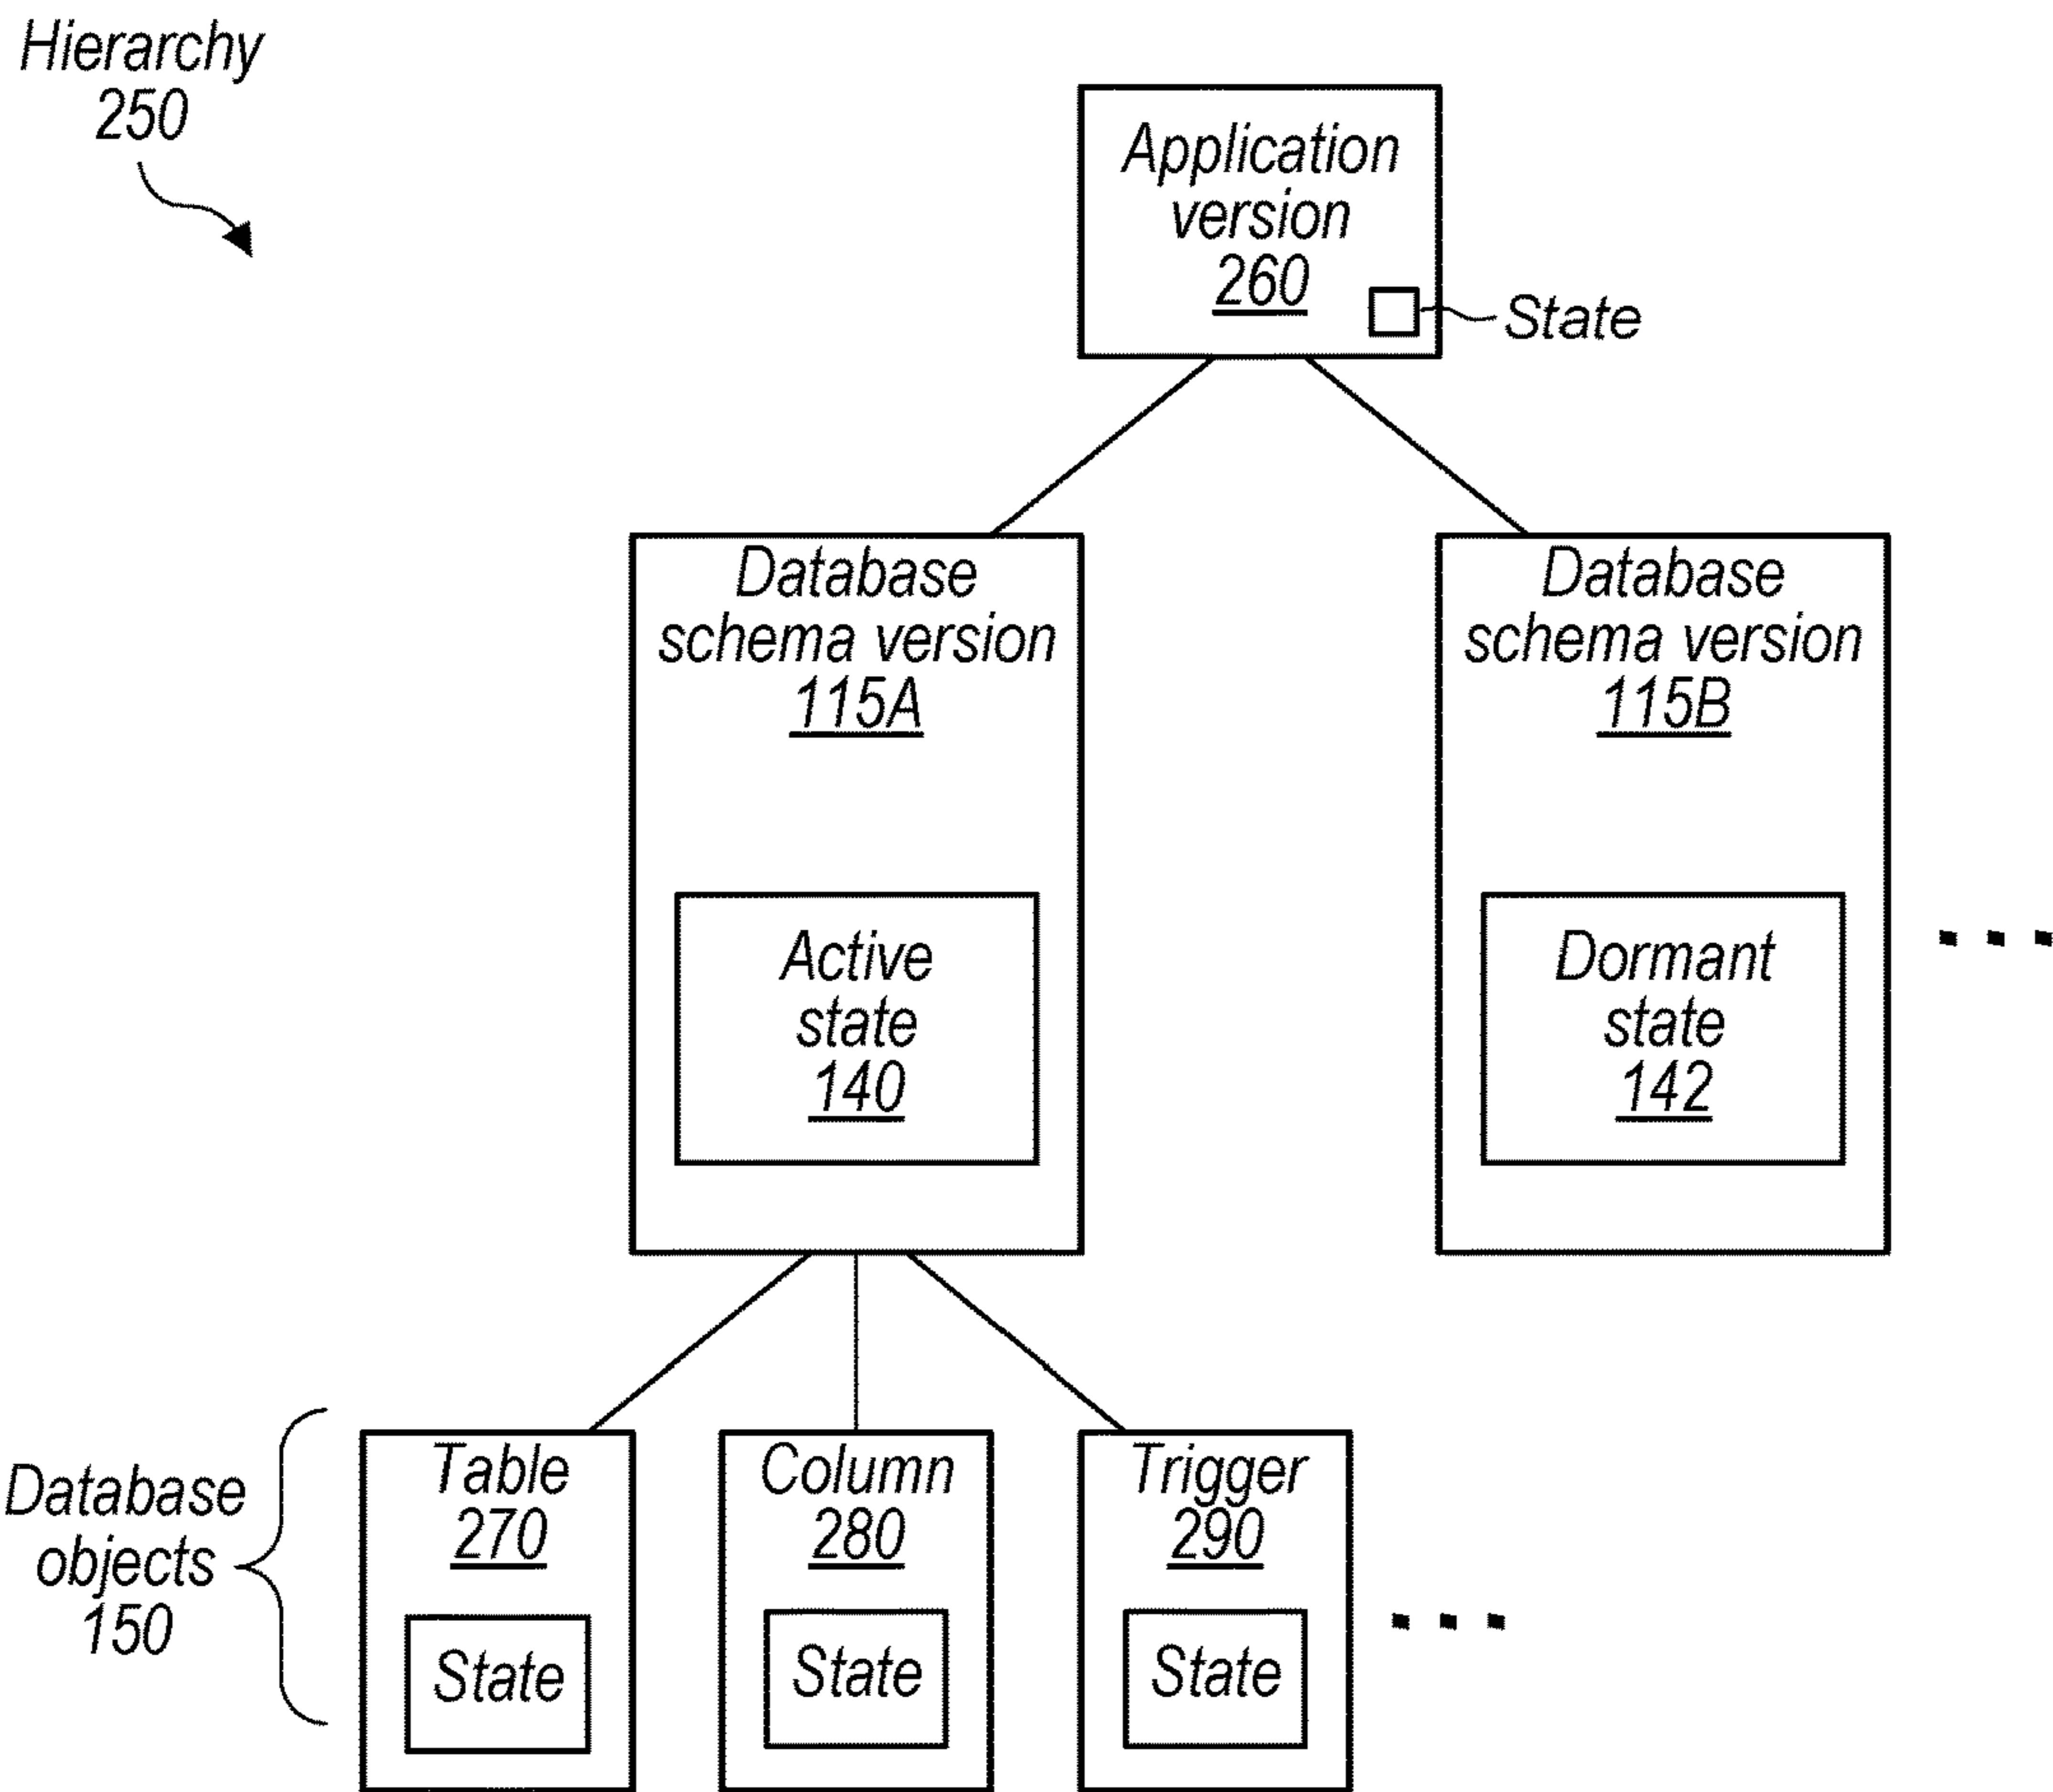 Hierarchy
250
Application
version
260
State
Database
schema version
115A
Active
state
140
Database
schema version
115B
Dormant
state
142
Database
objects
150
Table
270
State
Column
280
State
Trigger
290
State